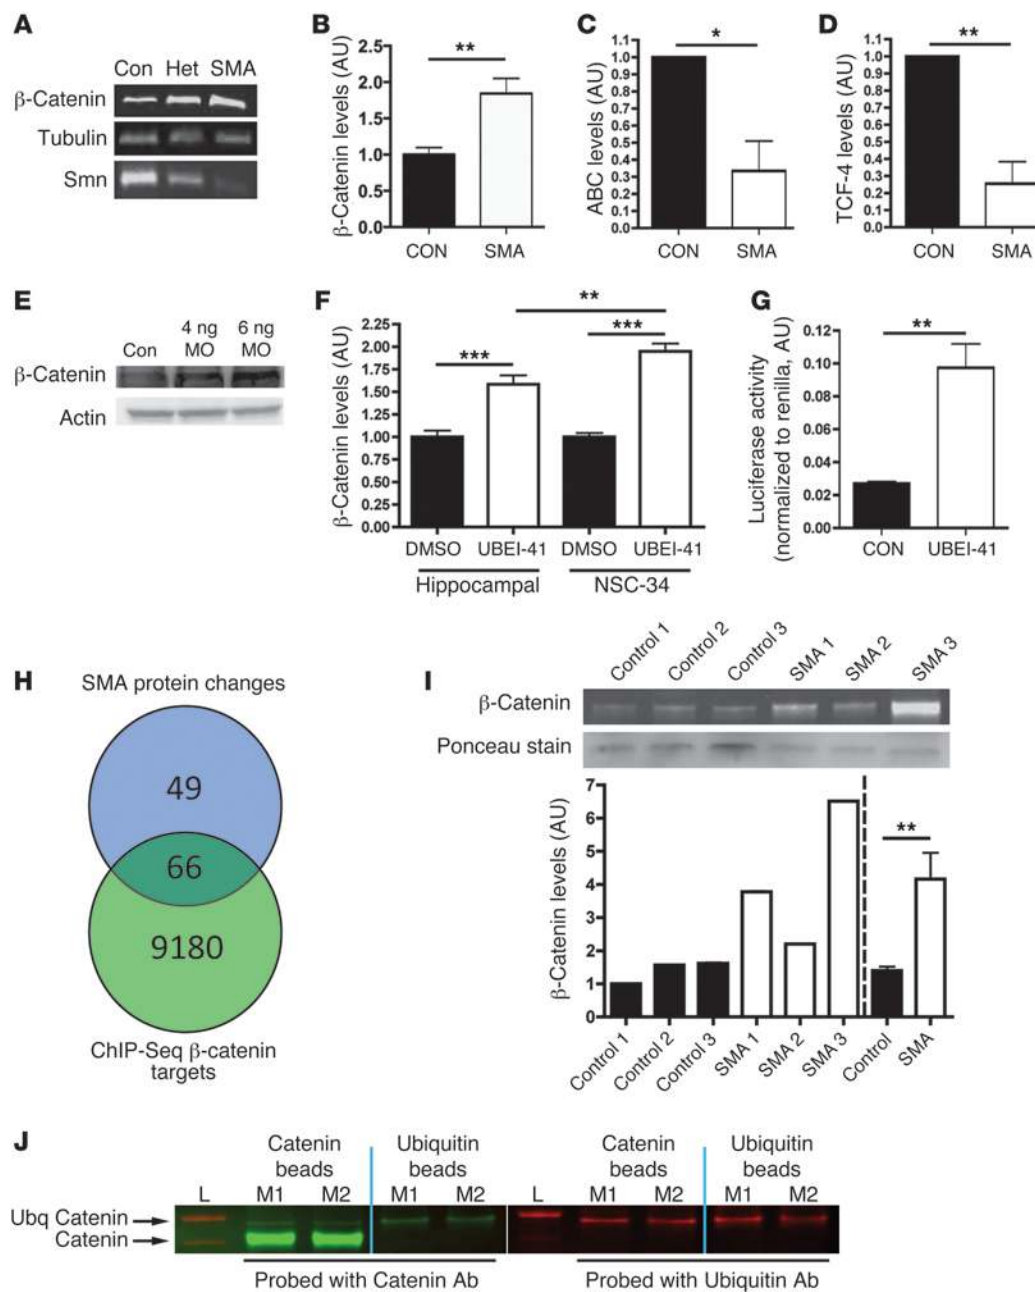 A
Con Het SMA
β-Catenin
Tubulin
Smn
B
β-Catenin levels (AU)
2.5
2.0
1.5
1.0
0.5
0.0
**
CON SMA
C
ABC levels (AU)
1.1
1.0
0.9
0.8
0.7
0.6
0.5
0.4
0.3
0.2
0.1
0.0
*
CON SMA
D
TCF-4 levels (AU)
1.1
1.0
0.9
0.8
0.7
0.6
0.5
0.4
0.3
0.2
0.1
0.0
**
CON SMA
E
Con 4 ng MO 6 ng MO
β-Catenin
Actin
F
β-Catenin levels (AU)
2.25
2.00
1.75
1.50
1.25
1.00
0.75
0.50
0.25
0.00
***
**
***
DMSO UBEI-41 DMSO UBEI-41
Hippocampal NSC-34
G
Luciferase activity
(normalized to renilla, AU)
0.12
0.10
0.08
0.06
0.04
0.02
0.00
**
CON UBEI-41
H
SMA protein changes
49
66
9180
ChIP-Seq β-catenin
targets
I
Control 1 Control 2 Control 3 SMA 1 SMA 2 SMA 3
β-Catenin
Ponceau stain
β-Catenin levels (AU)
7
6
5
4
3
2
1
0
**
Control 1 Control 2 Control 3 SMA 1 SMA 2 SMA 3 Control SMA
J
Catenin beads Ubiquitin beads Catenin beads Ubiquitin beads
L M1 M2 M1 M2 L M1 M2 M1 M2
Ubq Catenin
Catenin
Probed with Catenin Ab Probed with Ubiquitin Ab